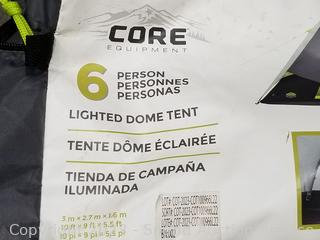 CORE
EQUIPMENT
6 PERSON
PERSONNES
PERSONAS
LIGHTED DOME TENT
TENTE DÔME ÉCLAIRÉE
TIENDA DE CAMPAÑA
ILUMINADA
3 m × 2.7 m × 1.6 m
10 ft × 9 ft × 5.5 ft
10 pi × 9 pi × 5,5 pi